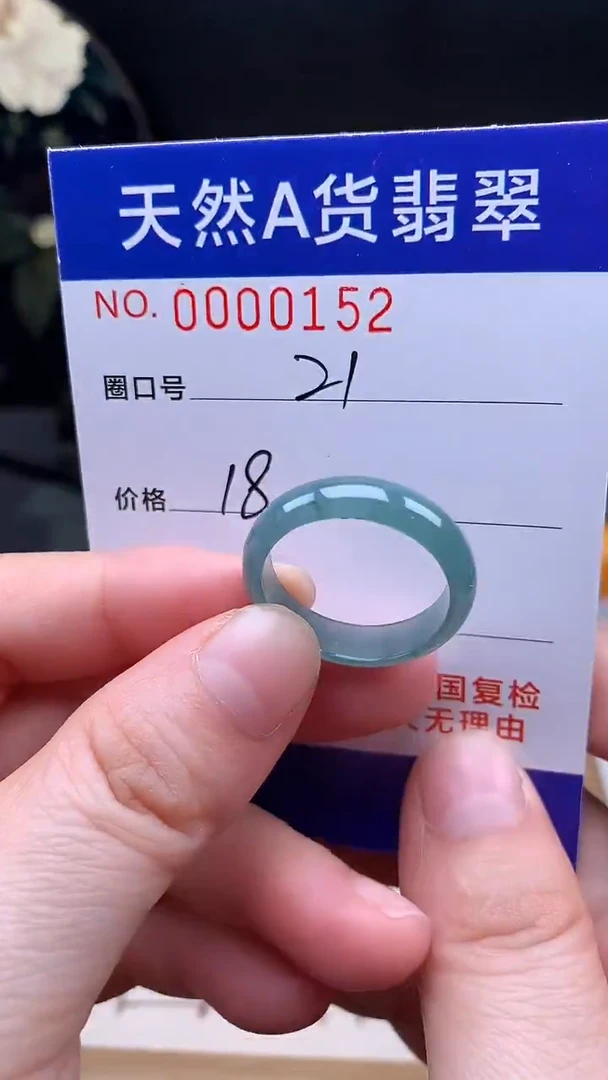 天然A货翡翠
NO. 0000152
圈口号 21
价格 18
国复检
无理由